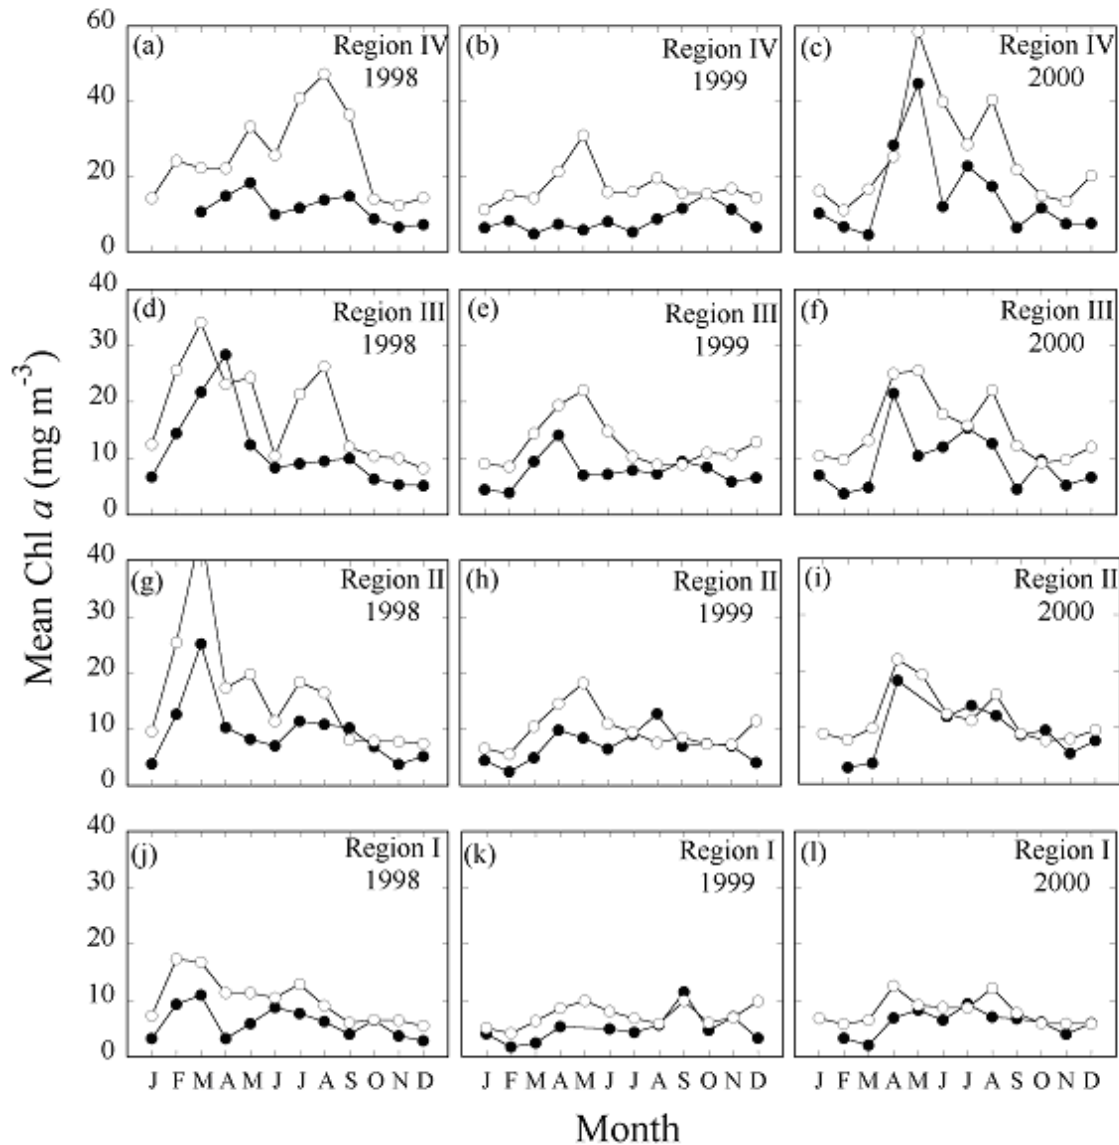 Mean Chl a (mg m-3)
60
40
20
0
(a)
Region IV
1998
(b)
Region IV
1999
(c)
Region IV
2000
40
30
20
10
0
(d)
Region III
1998
(e)
Region III
1999
(f)
Region III
2000
40
30
20
10
0
(g)
Region II
1998
(h)
Region II
1999
(i)
Region II
2000
40
30
20
10
0
(j)
Region I
1998
(k)
Region I
1999
(l)
Region I
2000
J F M A M J J A S O N D
J F M A M J J A S O N D
J F M A M J J A S O N D
Month